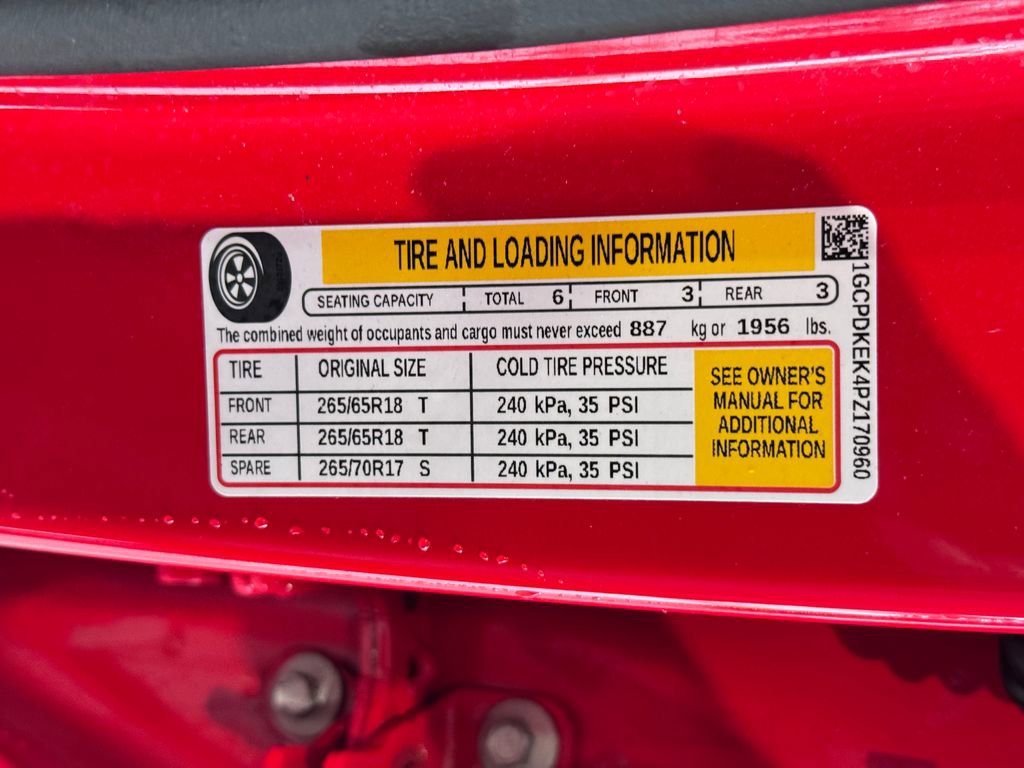 TIRE AND LOADING INFORMATION
SEATING CAPACITY TOTAL 6 FRONT 3 REAR 3
The combined weight of occupants and cargo must never exceed 887 kg or 1956 lbs.
TIRE ORIGINAL SIZE COLD TIRE PRESSURE
FRONT 265/65R18 T 240 kPa, 35 PSI
REAR 265/65R18 T 240 kPa, 35 PSI
SPARE 265/70R17 S 240 kPa, 35 PSI
SEE OWNER'S
MANUAL FOR
ADDITIONAL
INFORMATION
1GCPDKEK4PZ170960